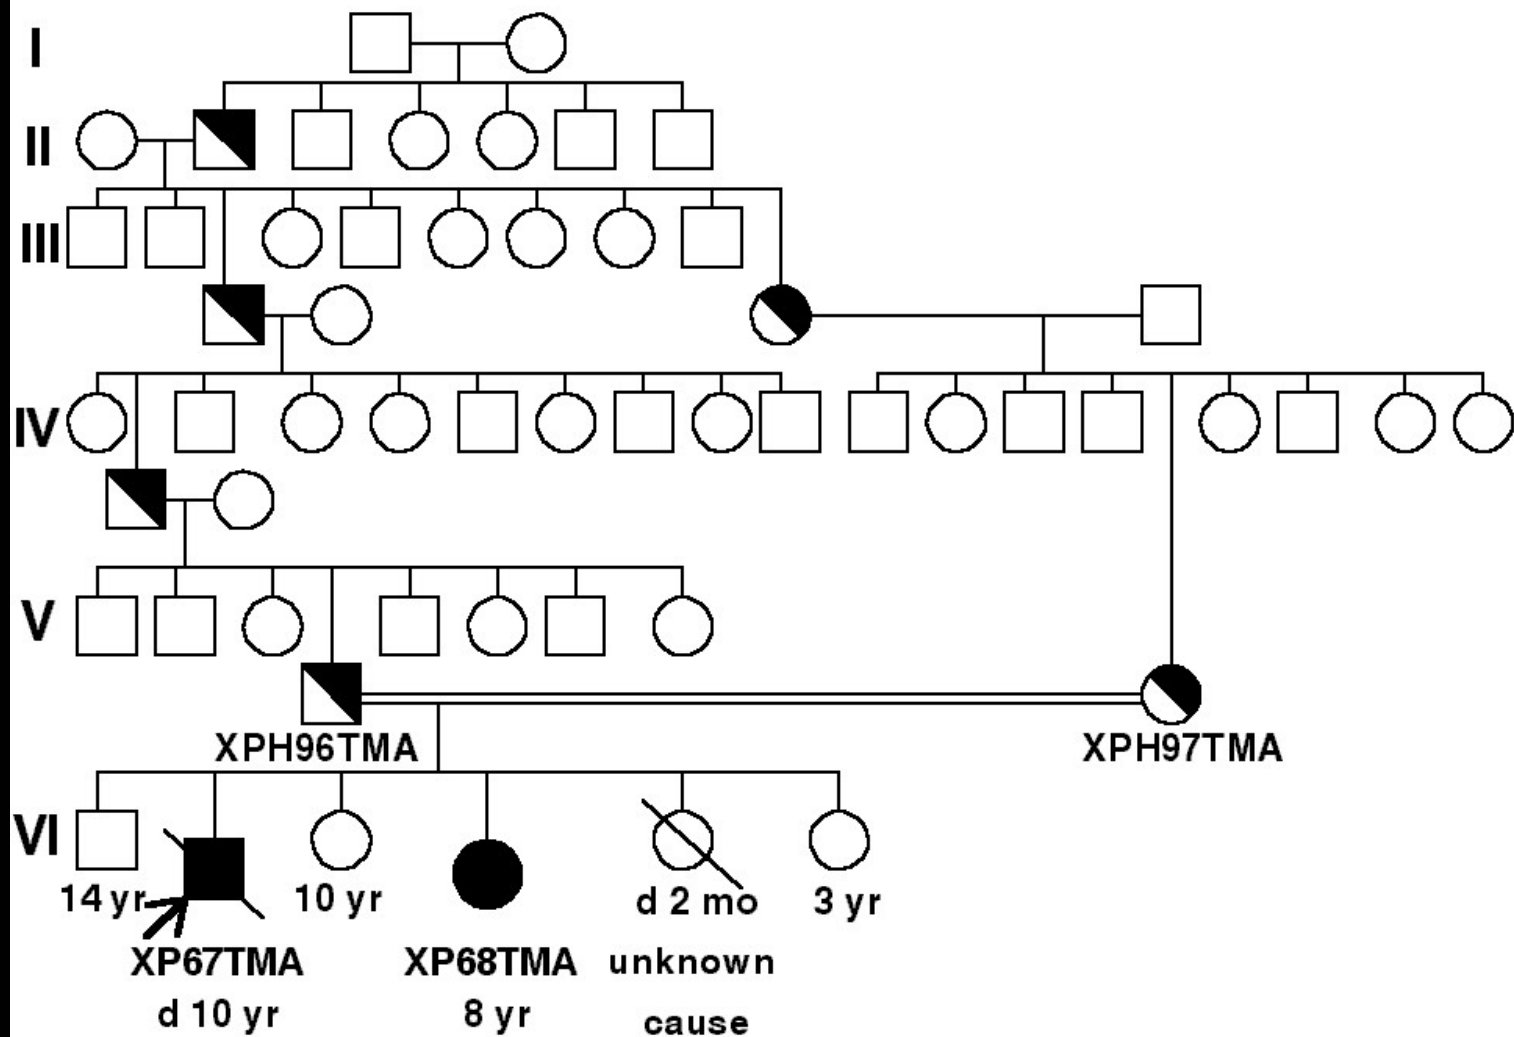 I
II
III
IV
V
XPH96TMA XPH97TMA
VI
14 yr 10 yr d 2 mo 3 yr
XP67TMA XP68TMA unknown
d 10 yr 8 yr cause